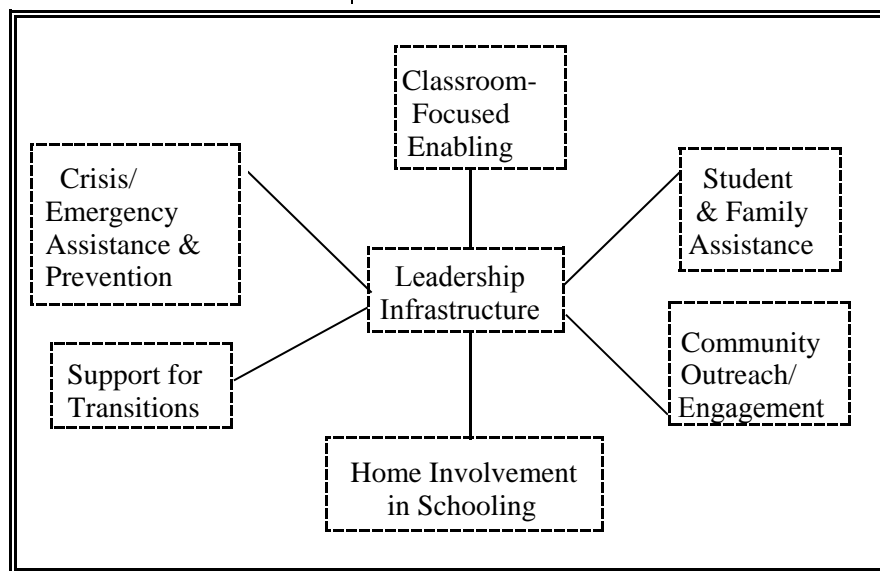 Classroom-
Focused
Enabling
Crisis/
Emergency
Assistance &
Prevention
Student
& Family
Assistance
Leadership
Infrastructure
Support for
Transitions
Community
Outreach/
Engagement
Home Involvement
in Schooling